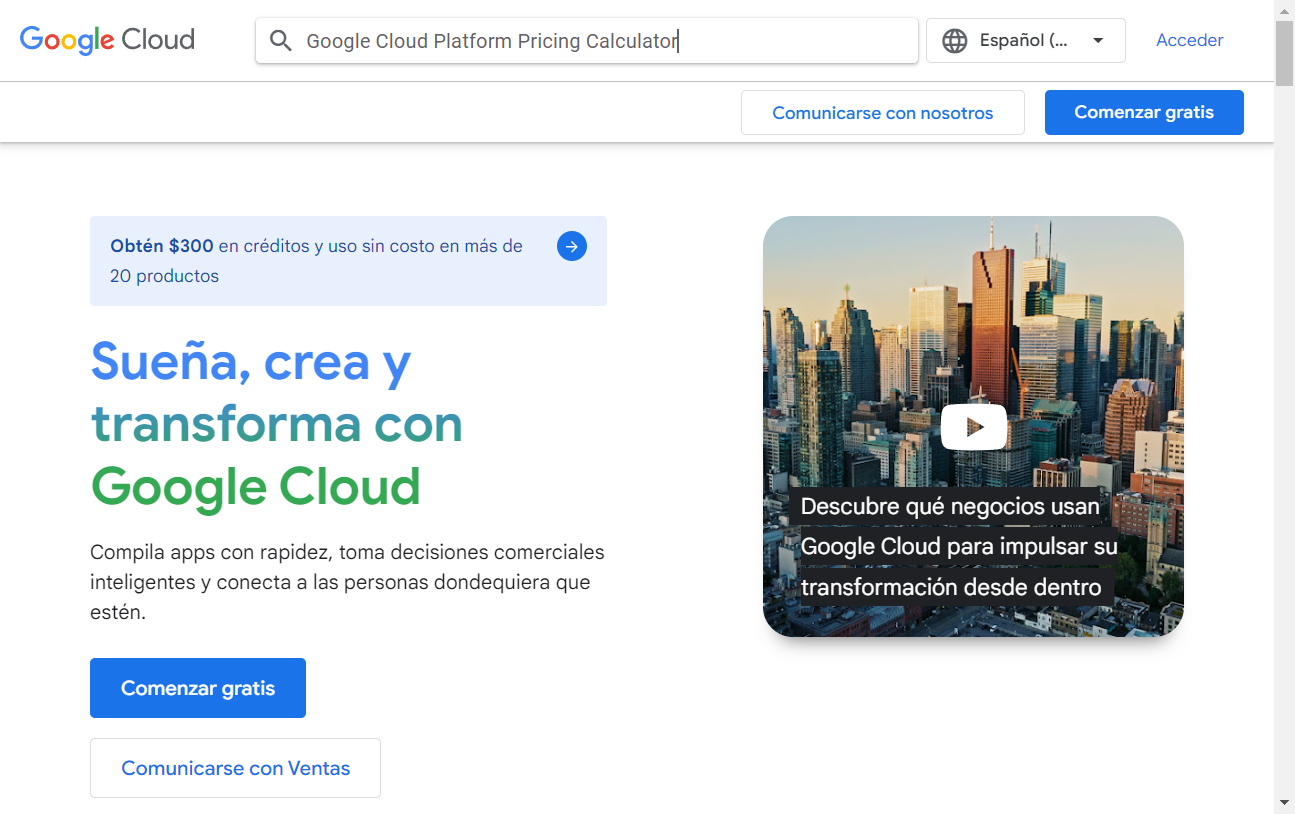 Google Cloud
Google Cloud Platform Pricing Calculator
Español (...
Acceder
Comunicarse con nosotros
Comenzar gratis
Obtén $300 en créditos y uso sin costo en más de
20 productos
Sueña, crea y
transforma con
Google Cloud
Compila apps con rapidez, toma decisiones comerciales
inteligentes y conecta a las personas dondequiera que
estén.
Comenzar gratis
Comunicarse con Ventas
Descubre qué negocios usan
Google Cloud para impulsar su
transformación desde dentro